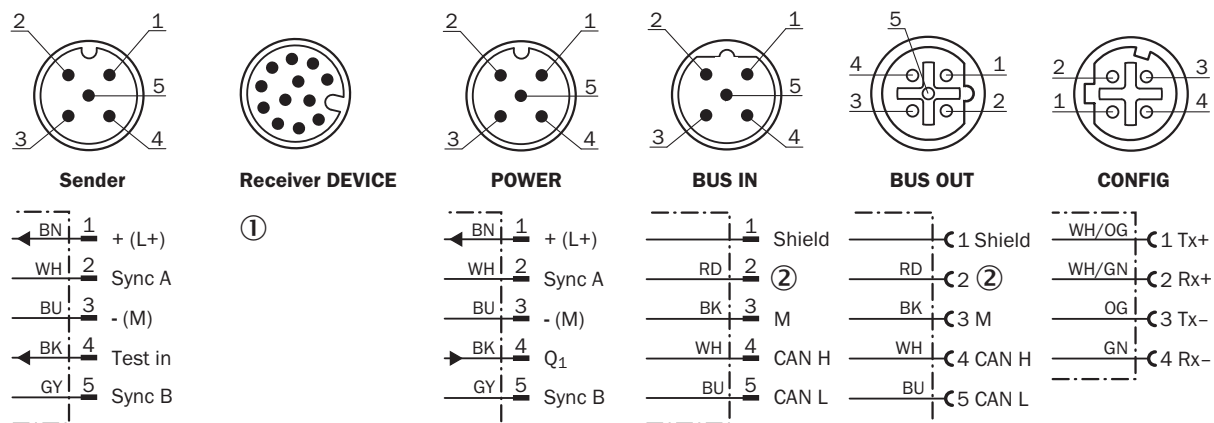 2 1
5
3 4
Sender
BN 1 + (L+)
WH 2 Sync A
BU 3 - (M)
BK 4 Test in
GY 5 Sync B
Receiver DEVICE
①
2 1
5
3 4
POWER
BN 1 + (L+)
WH 2 Sync A
BU 3 - (M)
BK 4 Q1
GY 5 Sync B
2 1
5
3 4
BUS IN
1 Shield
RD 2 ②
BK 3 M
WH 4 CAN H
BU 5 CAN L
5
4 1
3 2
BUS OUT
1 Shield
RD 2 ②
BK 3 M
WH 4 CAN H
BU 5 CAN L
2 3
1 4
CONFIG
WH/OG 1 Tx+
WH/GN 2 Rx+
OG 3 Tx–
GN 4 Rx–